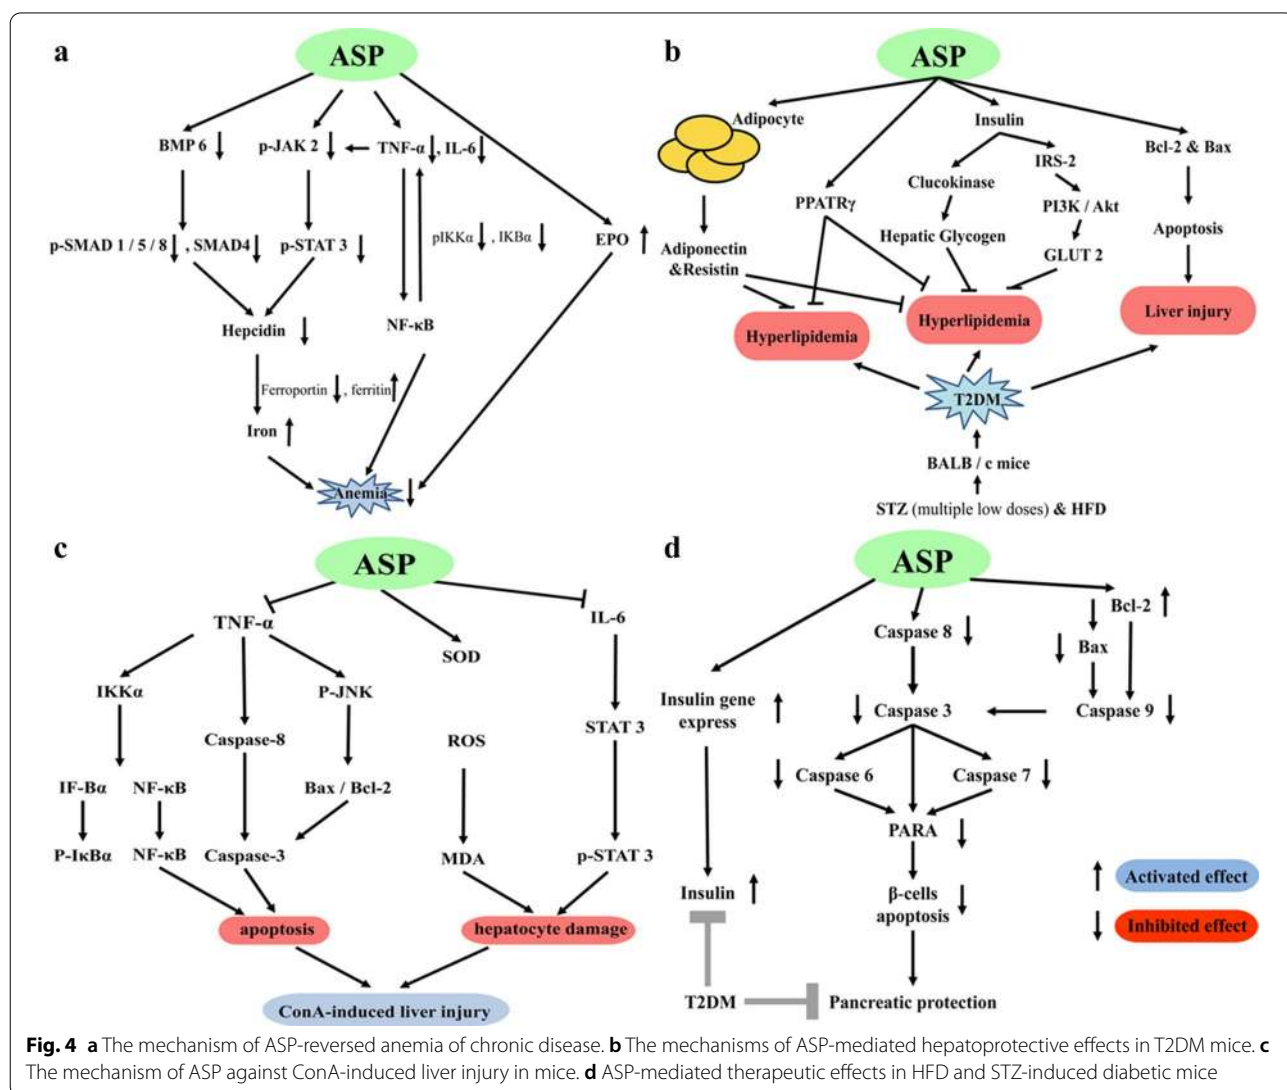 a
ASP
BMP 6
p-JAK 2
TNF-α , IL-6
p-SMAD 1 / 5 / 8 , SMAD4
p-STAT 3
pIKKα , IKBα
EPO
Hepcidin
NF-κB
Ferroportin , ferritin
Iron
Anemia
b
ASP
Adipocyte
Insulin
Bcl-2 & Bax
IRS-2
Clucokinase
PPATRγ
PI3K / Akt
Hepatic Glycogen
Apoptosis
Adiponectin
&Resistin
GLUT 2
Hyperlipidemia
Hyperlipidemia
Liver injury
T2DM
BALB / c mice
STZ (multiple low doses) & HFD
c
ASP
TNF-α
IL-6
SOD
IKKα
P-JNK
STAT 3
Caspase-8
ROS
IF-Bα
NF-κB
Bax / Bcl-2
P-IκBα
NF-κB
Caspase-3
MDA
p-STAT 3
apoptosis
hepatocyte damage
ConA-induced liver injury
d
ASP
Bcl-2
Caspase 8
Bax
Insulin gene
express
Caspase 3
Caspase 9
Caspase 6
Caspase 7
PARA
Insulin
β-cells
apoptosis
T2DM
Pancreatic protection
Activated effect
Inhibited effect
Fig. 4 a The mechanism of ASP-reversed anemia of chronic disease. b The mechanisms of ASP-mediated hepatoprotective effects in T2DM mice. c
The mechanism of ASP against ConA-induced liver injury in mice. d ASP-mediated therapeutic effects in HFD and STZ-induced diabetic mice